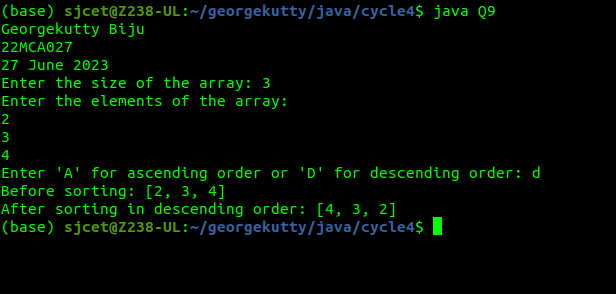 (base) sjcet@Z238-UL:~/georgekutty/java/cycle4$ java Q9
Georgekutty Biju
22MCA027
27 June 2023
Enter the size of the array: 3
Enter the elements of the array:
2
3
4
Enter 'A' for ascending order or 'D' for descending order: d
Before sorting: [2, 3, 4]
After sorting in descending order: [4, 3, 2]
(base) sjcet@Z238-UL:~/georgekutty/java/cycle4$